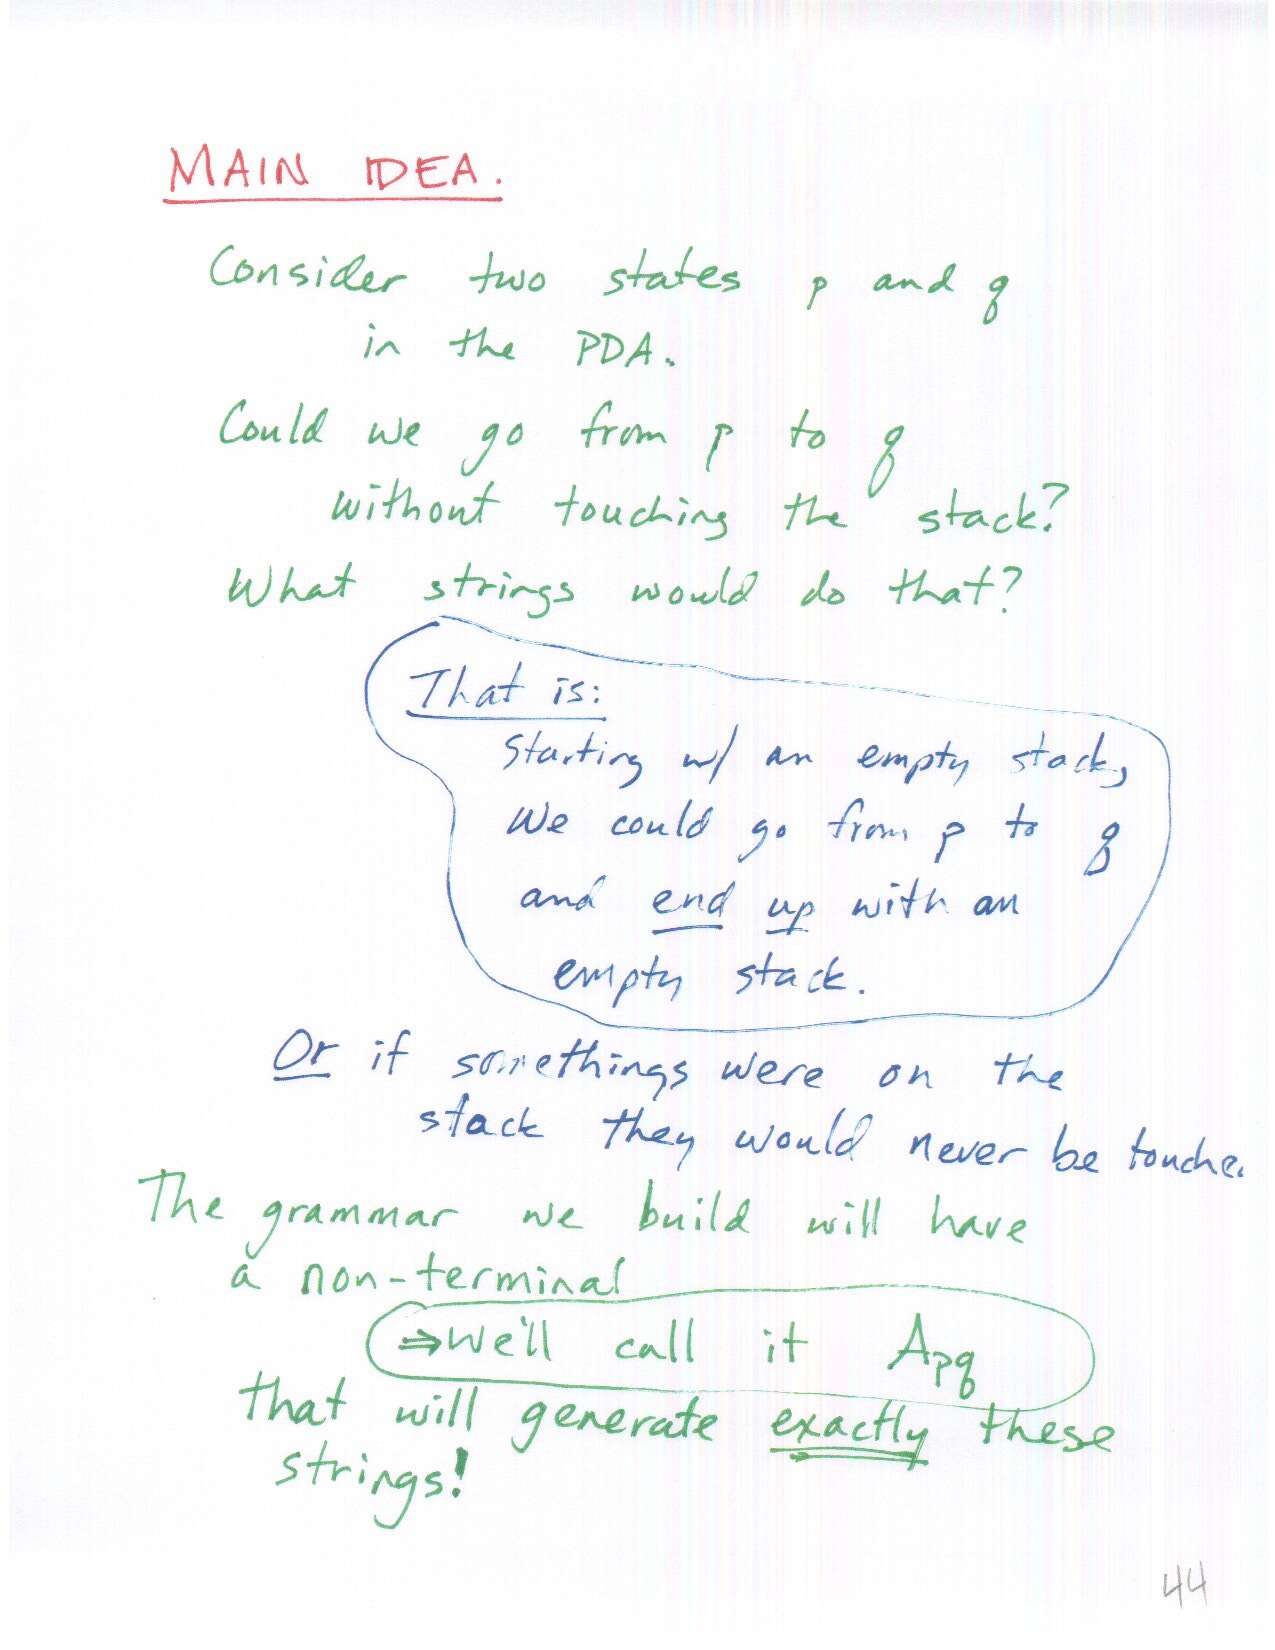 MAIN IDEA.
Consider two states p and q
in the PDA.
Could we go from p to q
without touching the stack?
What strings would do that?
That is:
Starting w/ an empty stack,
We could go from p to q
and end up with an
empty stack.
Or if somethings were on the
stack they would never be touche.
The grammar we build will have
a non-terminal
⇒ We'll call it Apq
that will generate exactly these
strings!
44